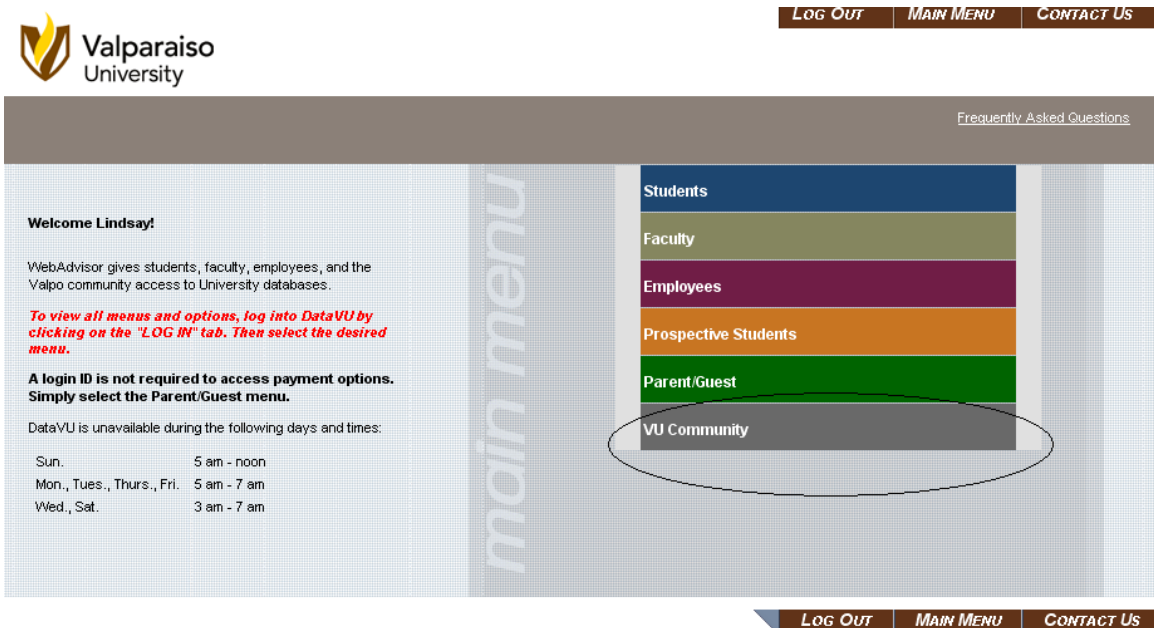 LOG OUT MAIN MENU CONTACT US
Valparaiso
University
Frequently Asked Questions
Welcome Lindsay!
WebAdvisor gives students, faculty, employees, and the
Valpo community access to University databases.
To view all menus and options, log into DataVU by
clicking on the "LOG IN" tab. Then select the desired
menu.
A login ID is not required to access payment options.
Simply select the Parent/Guest menu.
DataVU is unavailable during the following days and times:
Sun. 5 am - noon
Mon., Tues., Thurs., Fri. 5 am - 7 am
Wed., Sat. 3 am - 7 am
main menu
Students
Faculty
Employees
Prospective Students
Parent/Guest
VU Community
LOG OUT MAIN MENU CONTACT US